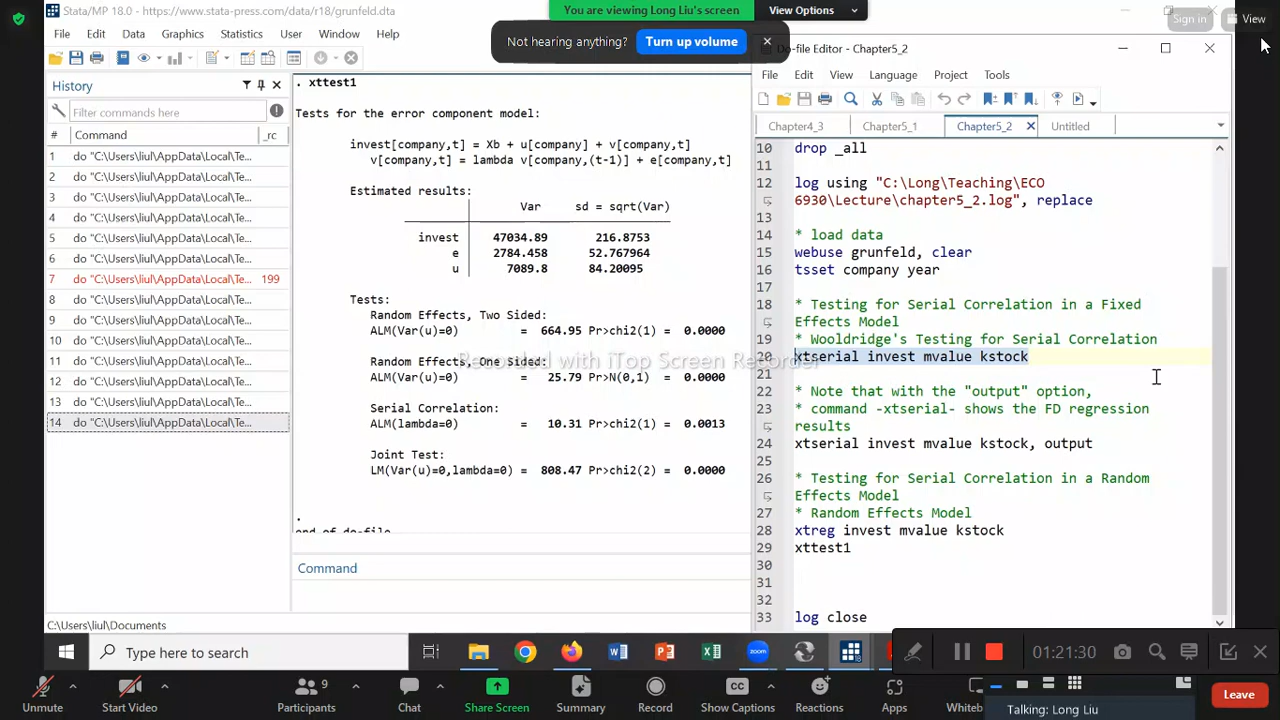 Stata/MP 18.0 - https://www.stata-press.com/data/r18/grunfeld.dta
You are viewing Long Liu's screen
View Options
Sign in
View
Not hearing anything?
Turn up volume
File Edit Data Graphics Statistics User Window Help
History
Filter commands here
# Command _rc
1 do "C:\Users\liul\AppData\Local\Te...
2 do "C:\Users\liul\AppData\Local\Te...
3 do "C:\Users\liul\AppData\Local\Te...
4 do "C:\Users\liul\AppData\Local\Te...
5 do "C:\Users\liul\AppData\Local\Te...
6 do "C:\Users\liul\AppData\Local\Te...
7 do "C:\Users\liul\AppData\Local\Te... 199
8 do "C:\Users\liul\AppData\Local\Te...
9 do "C:\Users\liul\AppData\Local\Te...
10 do "C:\Users\liul\AppData\Local\Te...
11 do "C:\Users\liul\AppData\Local\Te...
12 do "C:\Users\liul\AppData\Local\Te...
13 do "C:\Users\liul\AppData\Local\Te...
14 do "C:\Users\liul\AppData\Local\Te...
. xttest1
Tests for the error component model:
invest[company,t] = Xb + u[company] + v[company,t]
v[company,t] = lambda v[company,(t-1)] + e[company,t]
Estimated results:
Var sd = sqrt(Var)
invest 47034.89 216.8753
e 2784.458 52.767964
u 7089.8 84.20095
Tests:
Random Effects, Two Sided:
ALM(Var(u)=0) = 664.95 Pr>chi2(1) = 0.0000
Random Effects, One Sided:
ALM(Var(u)=0) = 25.79 Pr>N(0,1) = 0.0000
Serial Correlation:
ALM(lambda=0) = 10.31 Pr>chi2(1) = 0.0013
Joint Test:
LM(Var(u)=0,lambda=0) = 808.47 Pr>chi2(2) = 0.0000
.
end of do-file
Recorded with iTop Screen Recorder
Command
C:\Users\liul\Documents
Do-file Editor - Chapter5_2
File Edit View Language Project Tools
Chapter4_3 Chapter5_1 Chapter5_2 Untitled
10 drop _all
11
12 log using "C:\Long\Teaching\ECO
6930\Lecture\chapter5_2.log", replace
13
14 * load data
15 webuse grunfeld, clear
16 tsset company year
17
18 * Testing for Serial Correlation in a Fixed
Effects Model
19 * Wooldridge's Testing for Serial Correlation
20 xtserial invest mvalue kstock
21
22 * Note that with the "output" option,
23 * command -xtserial- shows the FD regression
results
24 xtserial invest mvalue kstock, output
25
26 * Testing for Serial Correlation in a Random
Effects Model
27 * Random Effects Model
28 xtreg invest mvalue kstock
29 xttest1
30
31
32
33 log close
Type here to search
01:21:30
Unmute
Start Video
9
Participants
Chat
Share Screen
Summary
Record
Show Captions
Reactions
Apps
Whiteb
Talking: Long Liu
Leave